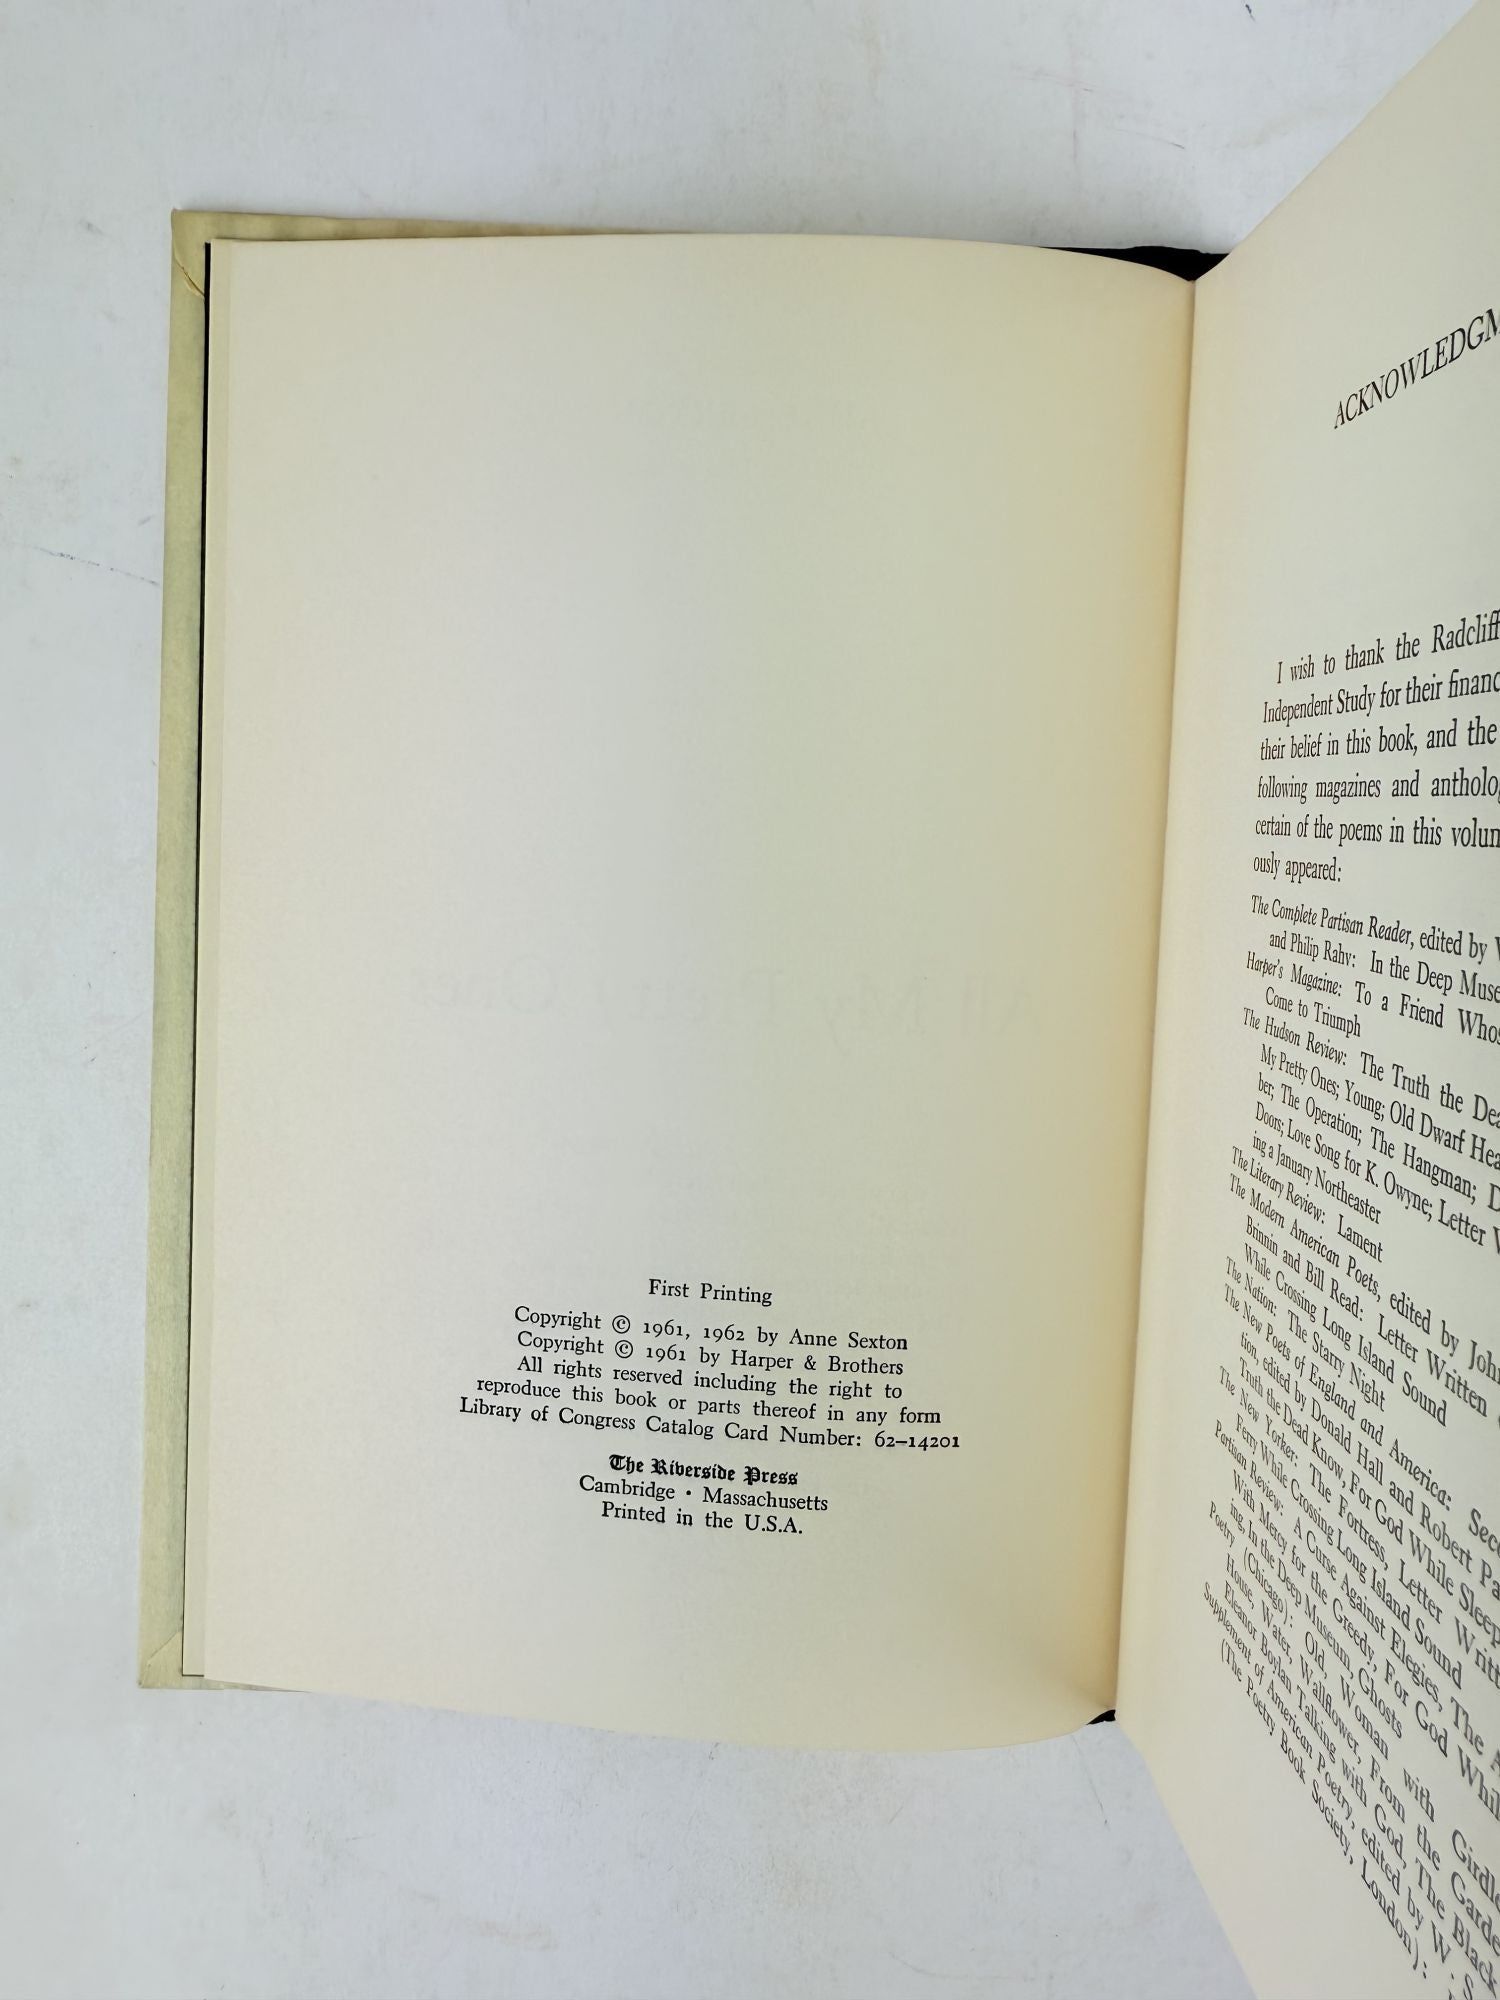 First Printing
Copyright © 1961, 1962 by Anne Sexton
Copyright © 1961 by Harper & Brothers
All rights reserved including the right to
reproduce this book or parts thereof in any form
Library of Congress Catalog Card Number: 62–14201
The Riverside Press
Cambridge • Massachusetts
Printed in the U.S.A.
ACKNOWLEDGM
I wish to thank the Radcliff
Independent Study for their financ
their belief in this book, and the
following magazines and antholog
certain of the poems in this volum
ously appeared:
The Complete Partisan Reader, edited by
and Philip Rahv: In the Deep Muse
Harper's Magazine: To a Friend Whos
Come to Triumph
The Hudson Review: The Truth the Dea
My Pretty Ones; Young; Old Dwarf Hea
ber; The Operation; The Hangman; D
Doors; Love Song for K. Owyne; Letter W
ing a January Northeaster
The Literary Review: Lament
The Modern American Poets, edited by John
Brinnin and Bill Read: Letter Written
While Crossing Long Island Sound
The Nation: The Starry Night
The New Poets of England and America: Seco
tion, edited by Donald Hall and Robert Pa
Truth the Dead Know, For God While Sleep
The New Yorker: The Fortress, Letter Writt
Ferry While Crossing Long Island Sound
Partisan Review: A Curse Against Elegies, The A
With Mercy for the Greedy, For God Whil
ing, In the Deep Museum, Ghosts
Poetry (Chicago): Old, Woman with Girdle
House, Water, Wallflower, From the Garde
Eleanor Boylan Talking with God, The Black
Supplement of American Poetry, edited by W. S.
(The Poetry Book Society, London):